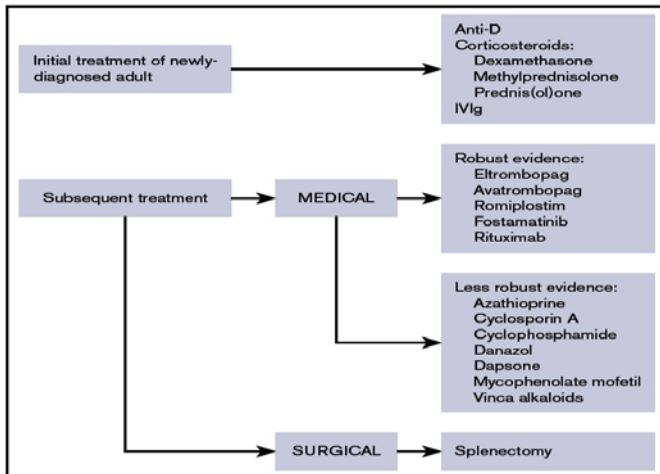 Initial treatment of newly-
diagnosed adult
Anti-D
Corticosteroids:
Dexamethasone
Methylprednisolone
Prednis(ol)one
IVIg
Subsequent treatment
MEDICAL
Robust evidence:
Eltrombopag
Avatrombopag
Romiplostim
Fostamatinib
Rituximab
Less robust evidence:
Azathioprine
Cyclosporin A
Cyclophosphamide
Danazol
Dapsone
Mycophenolate mofetil
Vinca alkaloids
SURGICAL
Splenectomy